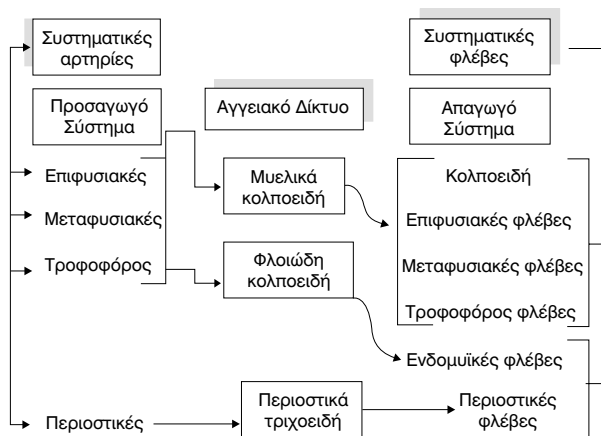 Συστηματικές
αρτηρίες
Συστηματικές
φλέβες
Προσαγωγό
Σύστημα
Αγγειακό Δίκτυο
Απαγωγό
Σύστημα
Επιφυσιακές
Μυελικά
κολποειδή
Κολποειδή
Μεταφυσιακές
Επιφυσιακές φλέβες
Τροφοφόρος
Φλοιώδη
κολποειδή
Μεταφυσιακές φλέβες
Τροφοφόρος φλέβες
Ενδομυϊκές φλέβες
Περιοστικές
Περιοστικά
τριχοειδή
Περιοστικές
φλέβες